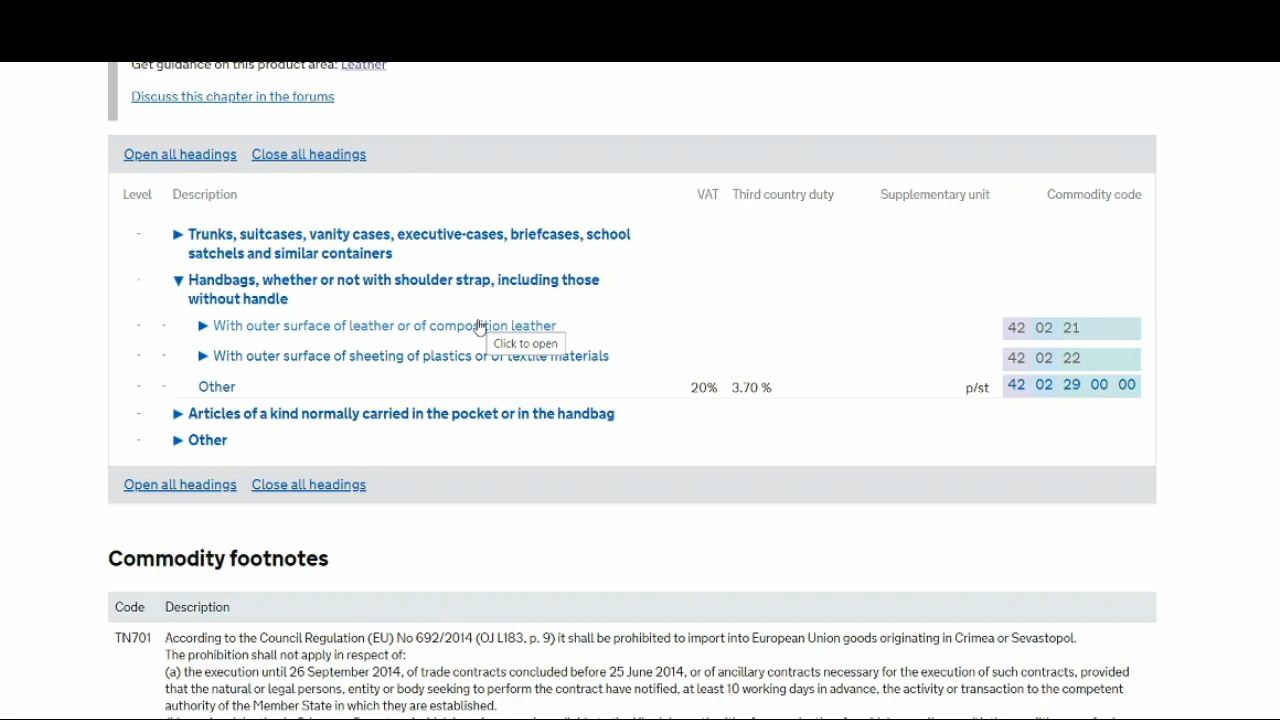 Get guidance on this product area: Leather
Discuss this chapter in the forums
Open all headings Close all headings
Level Description VAT Third country duty Supplementary unit Commodity code
- ▶ Trunks, suitcases, vanity cases, executive-cases, briefcases, school
satchels and similar containers
- ▼ Handbags, whether or not with shoulder strap, including those
without handle
- - ▶ With outer surface of leather or of composition leather 42 02 21
Click to open
- - ▶ With outer surface of sheeting of plastics or of textile materials 42 02 22
- - Other 20% 3.70 % p/st 42 02 29 00 00
- ▶ Articles of a kind normally carried in the pocket or in the handbag
- ▶ Other
Open all headings Close all headings
Commodity footnotes
Code Description
TN701 According to the Council Regulation (EU) No 692/2014 (OJ L183, p. 9) it shall be prohibited to import into European Union goods originating in Crimea or Sevastopol.
The prohibition shall not apply in respect of:
(a) the execution until 26 September 2014, of trade contracts concluded before 25 June 2014, or of ancillary contracts necessary for the execution of such contracts, provided
that the natural or legal persons, entity or body seeking to perform the contract have notified, at least 10 working days in advance, the activity or transaction to the competent
authority of the Member State in which they are established.